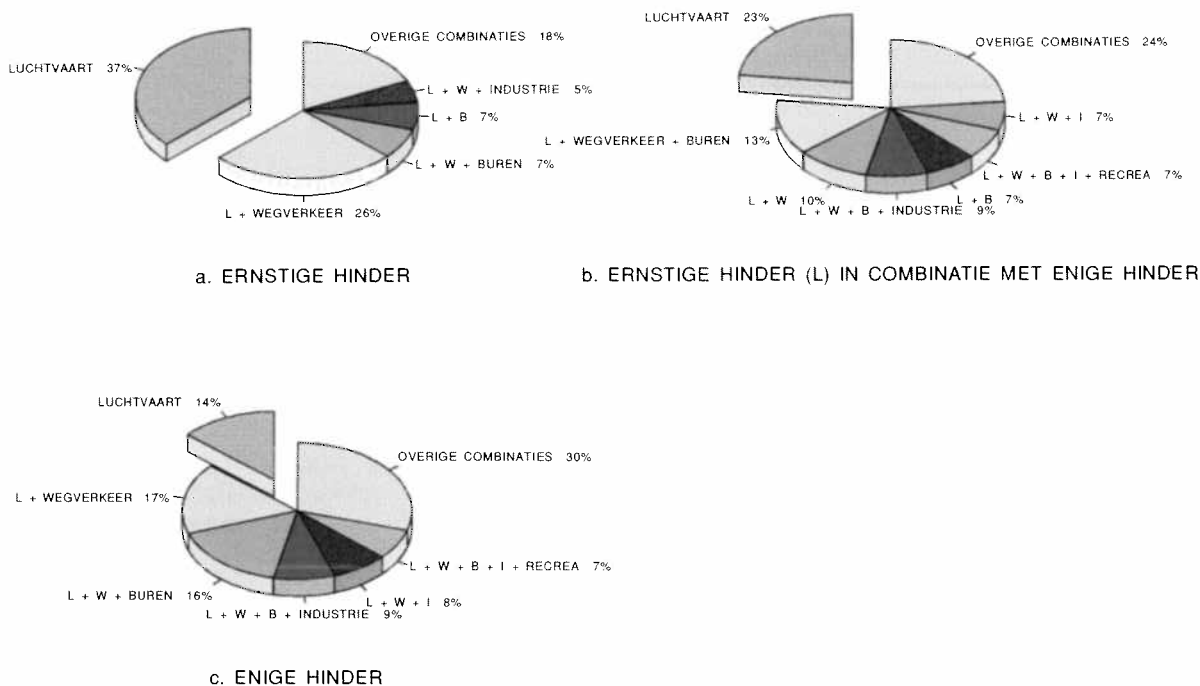 LUCHTVAART 37%
OVERIGE COMBINATIES 18%
L + W + INDUSTRIE 5%
L + B 7%
L + W + BUREN 7%
L + WEGVERKEER 26%
a. ERNSTIGE HINDER
LUCHTVAART 23%
OVERIGE COMBINATIES 24%
L + W + I 7%
L + WEGVERKEER + BUREN 13%
L + W + B + I + RECREA 7%
L + W 10%
L + B 7%
L + W + B + INDUSTRIE 9%
b. ERNSTIGE HINDER (L) IN COMBINATIE MET ENIGE HINDER
LUCHTVAART 14%
OVERIGE COMBINATIES 30%
L + WEGVERKEER 17%
L + W + B + I + RECREA 7%
L + W + BUREN 16%
L + W + I 8%
L + W + B + INDUSTRIE 9%
c. ENIGE HINDER